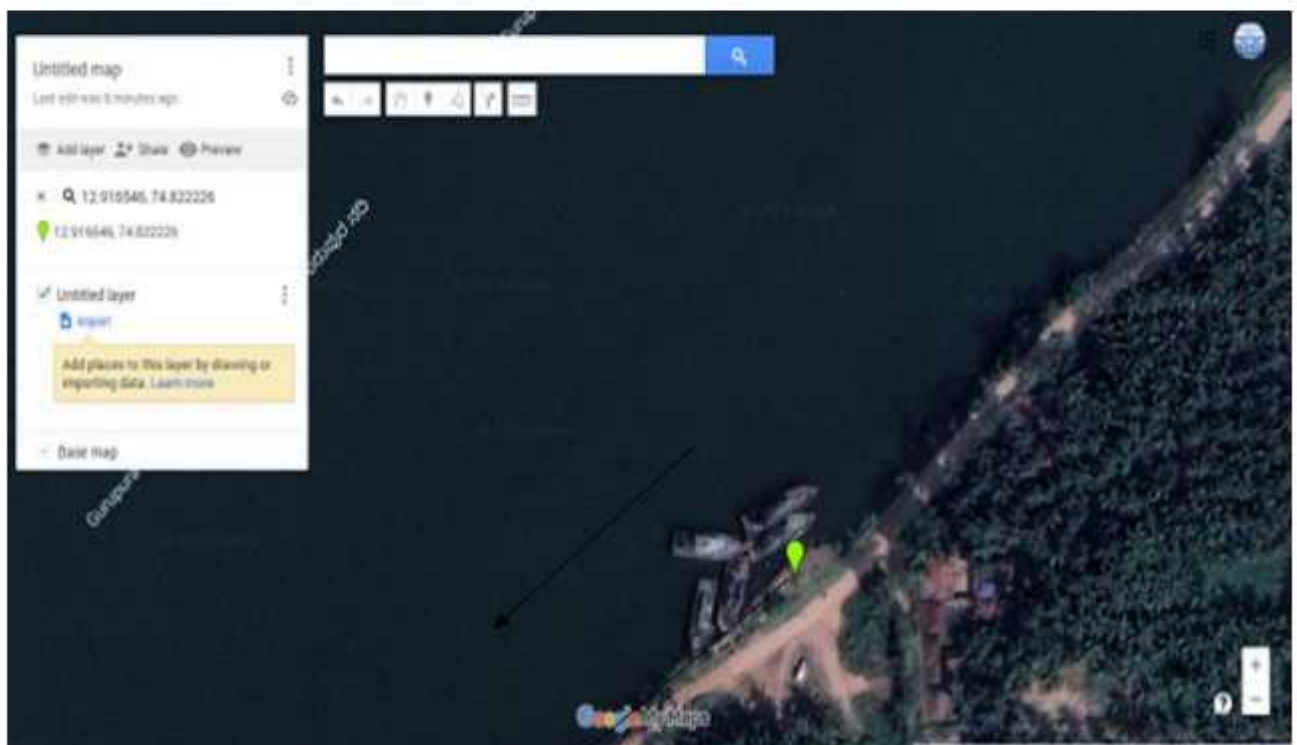 Untitled map
Last edit was 6 minutes ago
Add layer Share Preview
12.916546, 74.822226
12.916546, 74.822226
Untitled layer
Import
Add places to this layer by drawing or
importing data. Learn more
Base map
Google My Maps